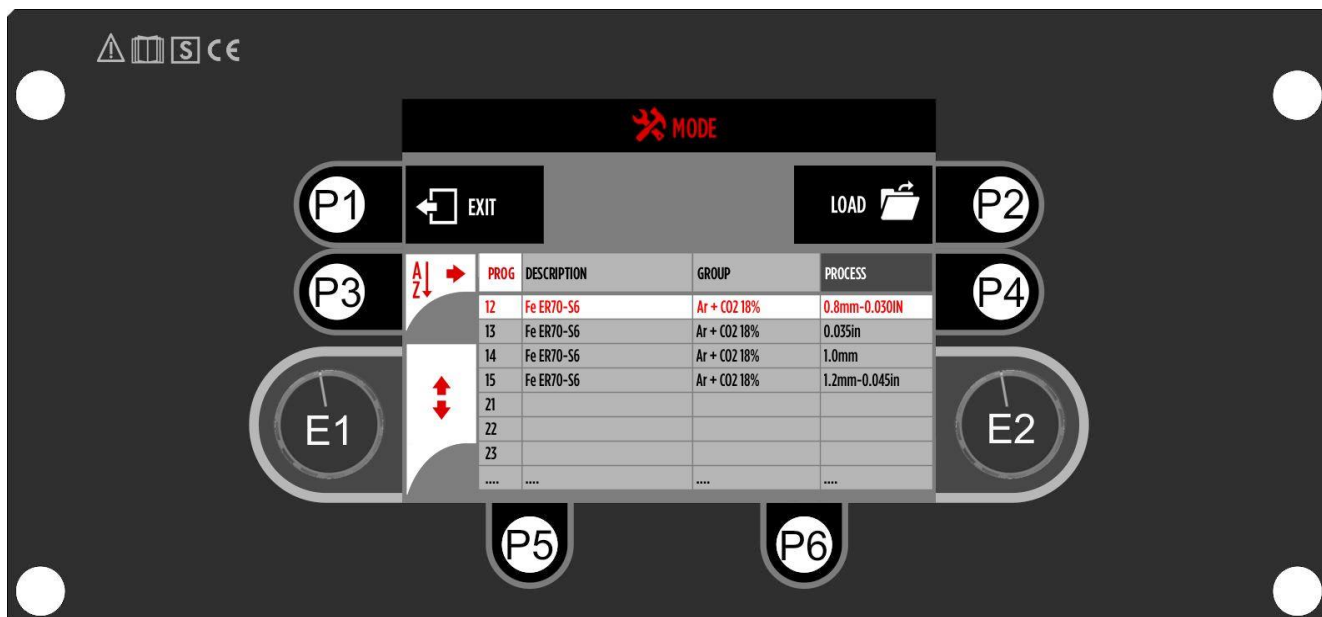 S CE
MODE
P1 EXIT LOAD P2
P3 A Z PROG DESCRIPTION GROUP PROCESS P4
12 Fe ER70-S6 Ar + CO2 18% 0.8mm-0.030IN
13 Fe ER70-S6 Ar + CO2 18% 0.035in
14 Fe ER70-S6 Ar + CO2 18% 1.0mm
15 Fe ER70-S6 Ar + CO2 18% 1.2mm-0.045in
21
22
23
.... .... .... ....
E1 E2
P5 P6